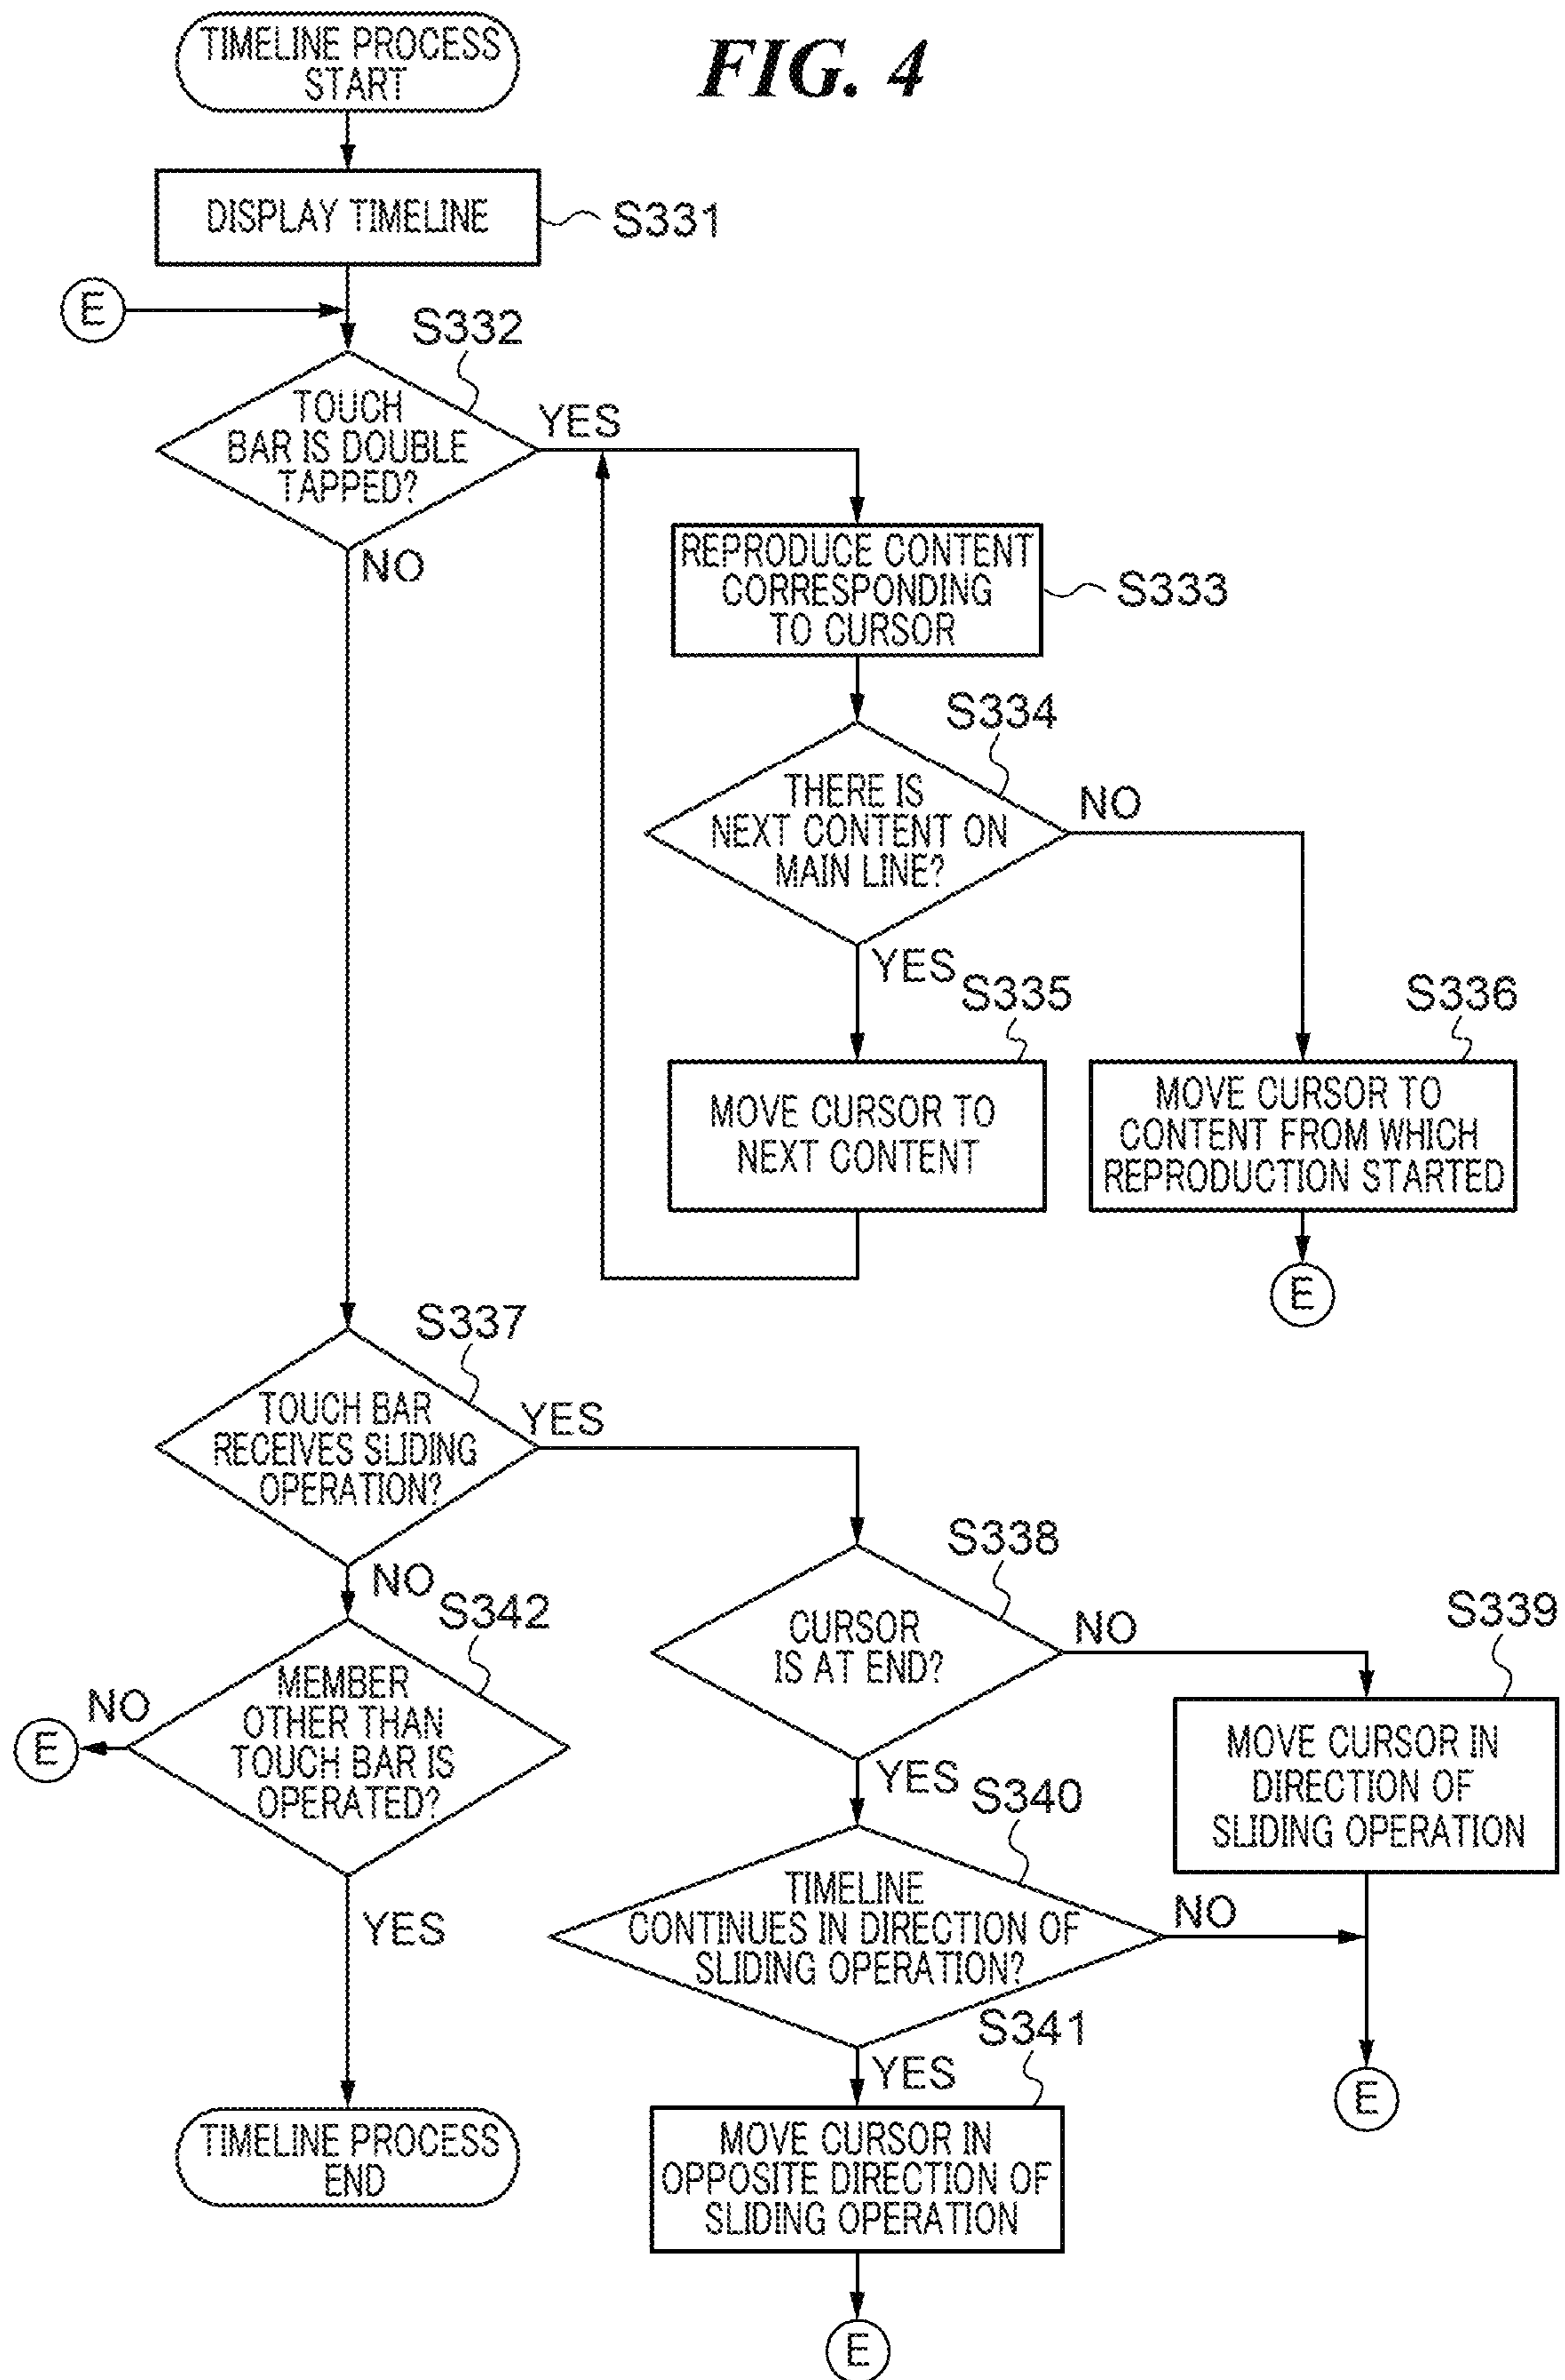 FIG. 4
TIMELINE PROCESS
START
DISPLAY TIMELINE
S331
E
S332
TOUCH
BAR IS DOUBLE
TAPPED?
YES
NO
REPRODUCE CONTENT
CORRESPONDING
TO CURSOR
S333
S334
THERE IS
NEXT CONTENT ON
MAIN LINE?
NO
YES
S335
MOVE CURSOR TO
NEXT CONTENT
S336
MOVE CURSOR TO
CONTENT FROM WHICH
REPRODUCTION STARTED
E
S337
TOUCH BAR
RECEIVES SLIDING
OPERATION?
YES
NO
S342
MEMBER
OTHER THAN
TOUCH BAR IS
OPERATED?
NO
E
YES
TIMELINE PROCESS
END
S338
CURSOR
IS AT END?
NO
YES
S339
MOVE CURSOR IN
DIRECTION OF
SLIDING OPERATION
S340
TIMELINE
CONTINUES IN DIRECTION OF
SLIDING OPERATION?
NO
YES
E
S341
MOVE CURSOR IN
OPPOSITE DIRECTION OF
SLIDING OPERATION
E